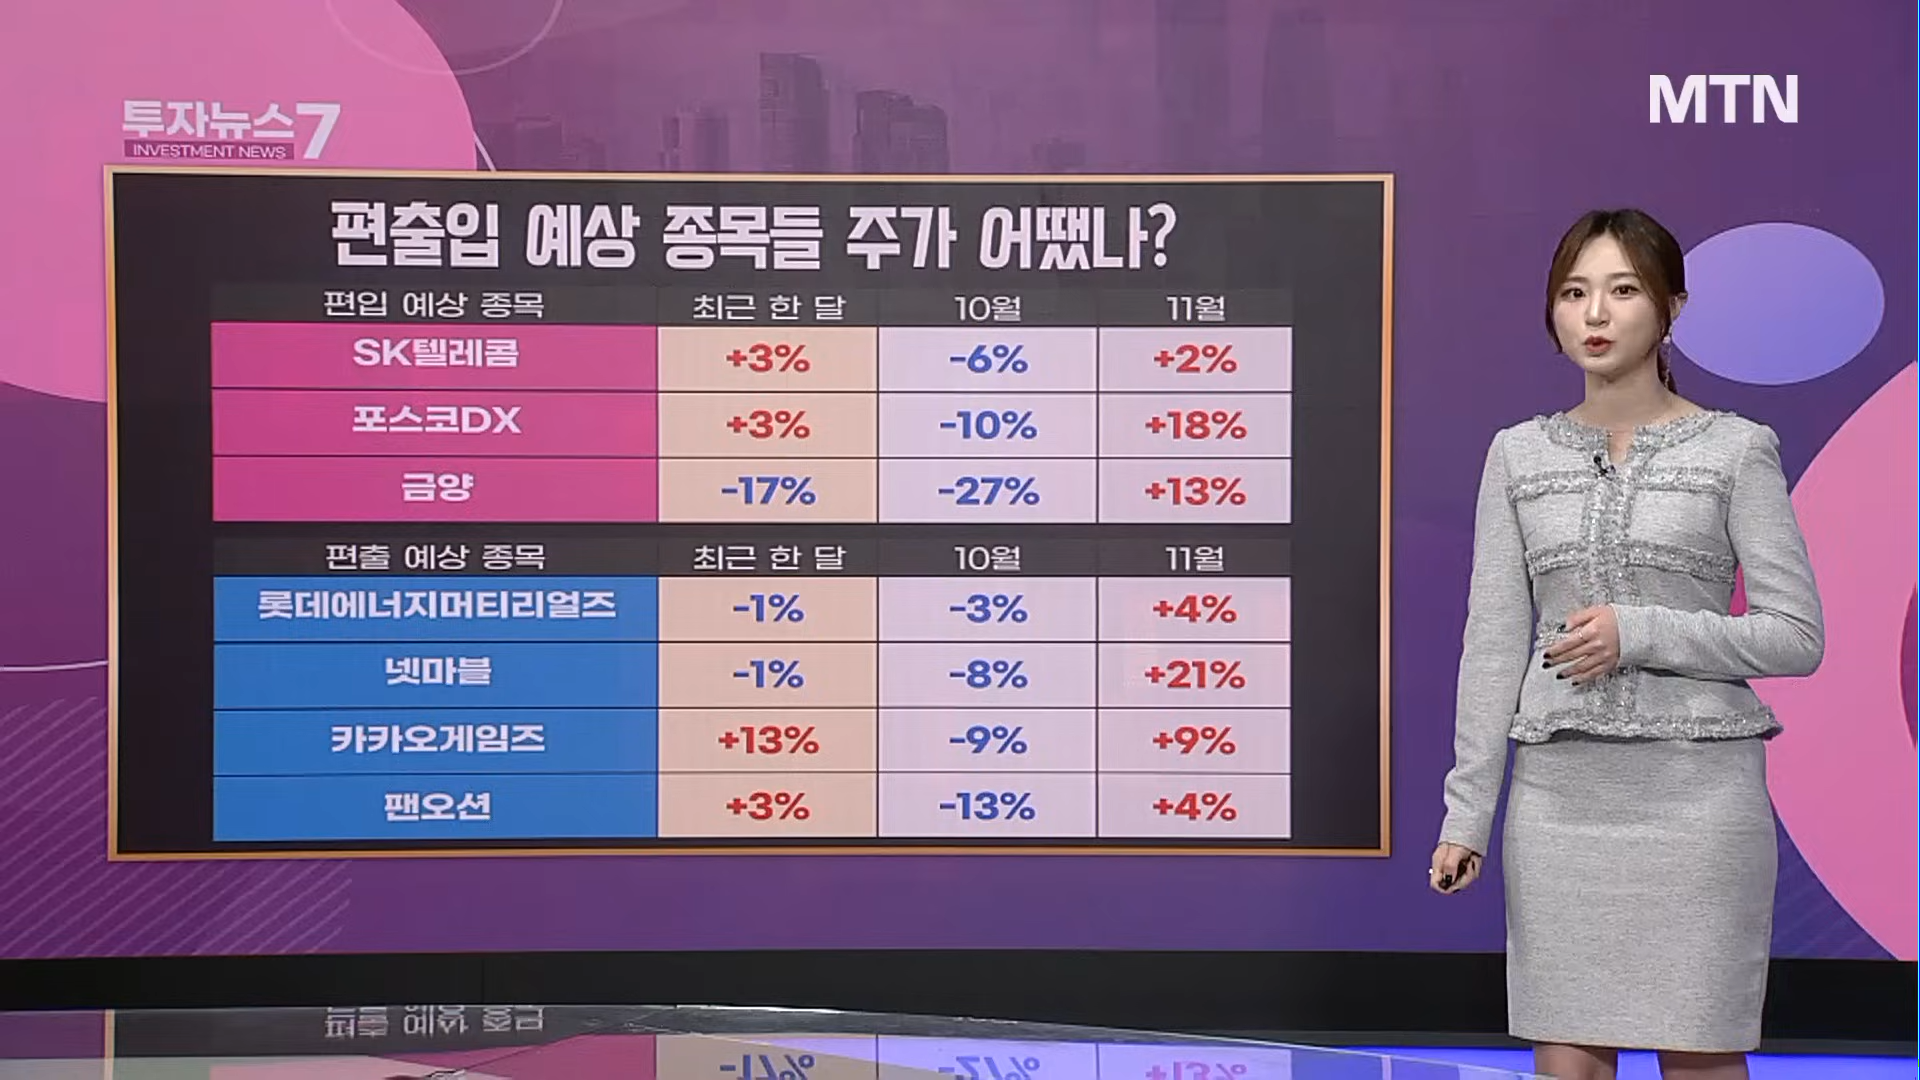 투자뉴스7
INVESTMENT NEWS
MTN
편출입 예상 종목들 주가 어땠나?
편입 예상 종목 최근 한 달 10월 11월
SK텔레콤 +3% -6% +2%
포스코DX +3% -10% +18%
금양 -17% -27% +13%
편출 예상 종목 최근 한 달 10월 11월
롯데에너지머티리얼즈 -1% -3% +4%
넷마블 -1% -8% +21%
카카오게임즈 +13% -9% +9%
팬오션 +3% -13% +4%